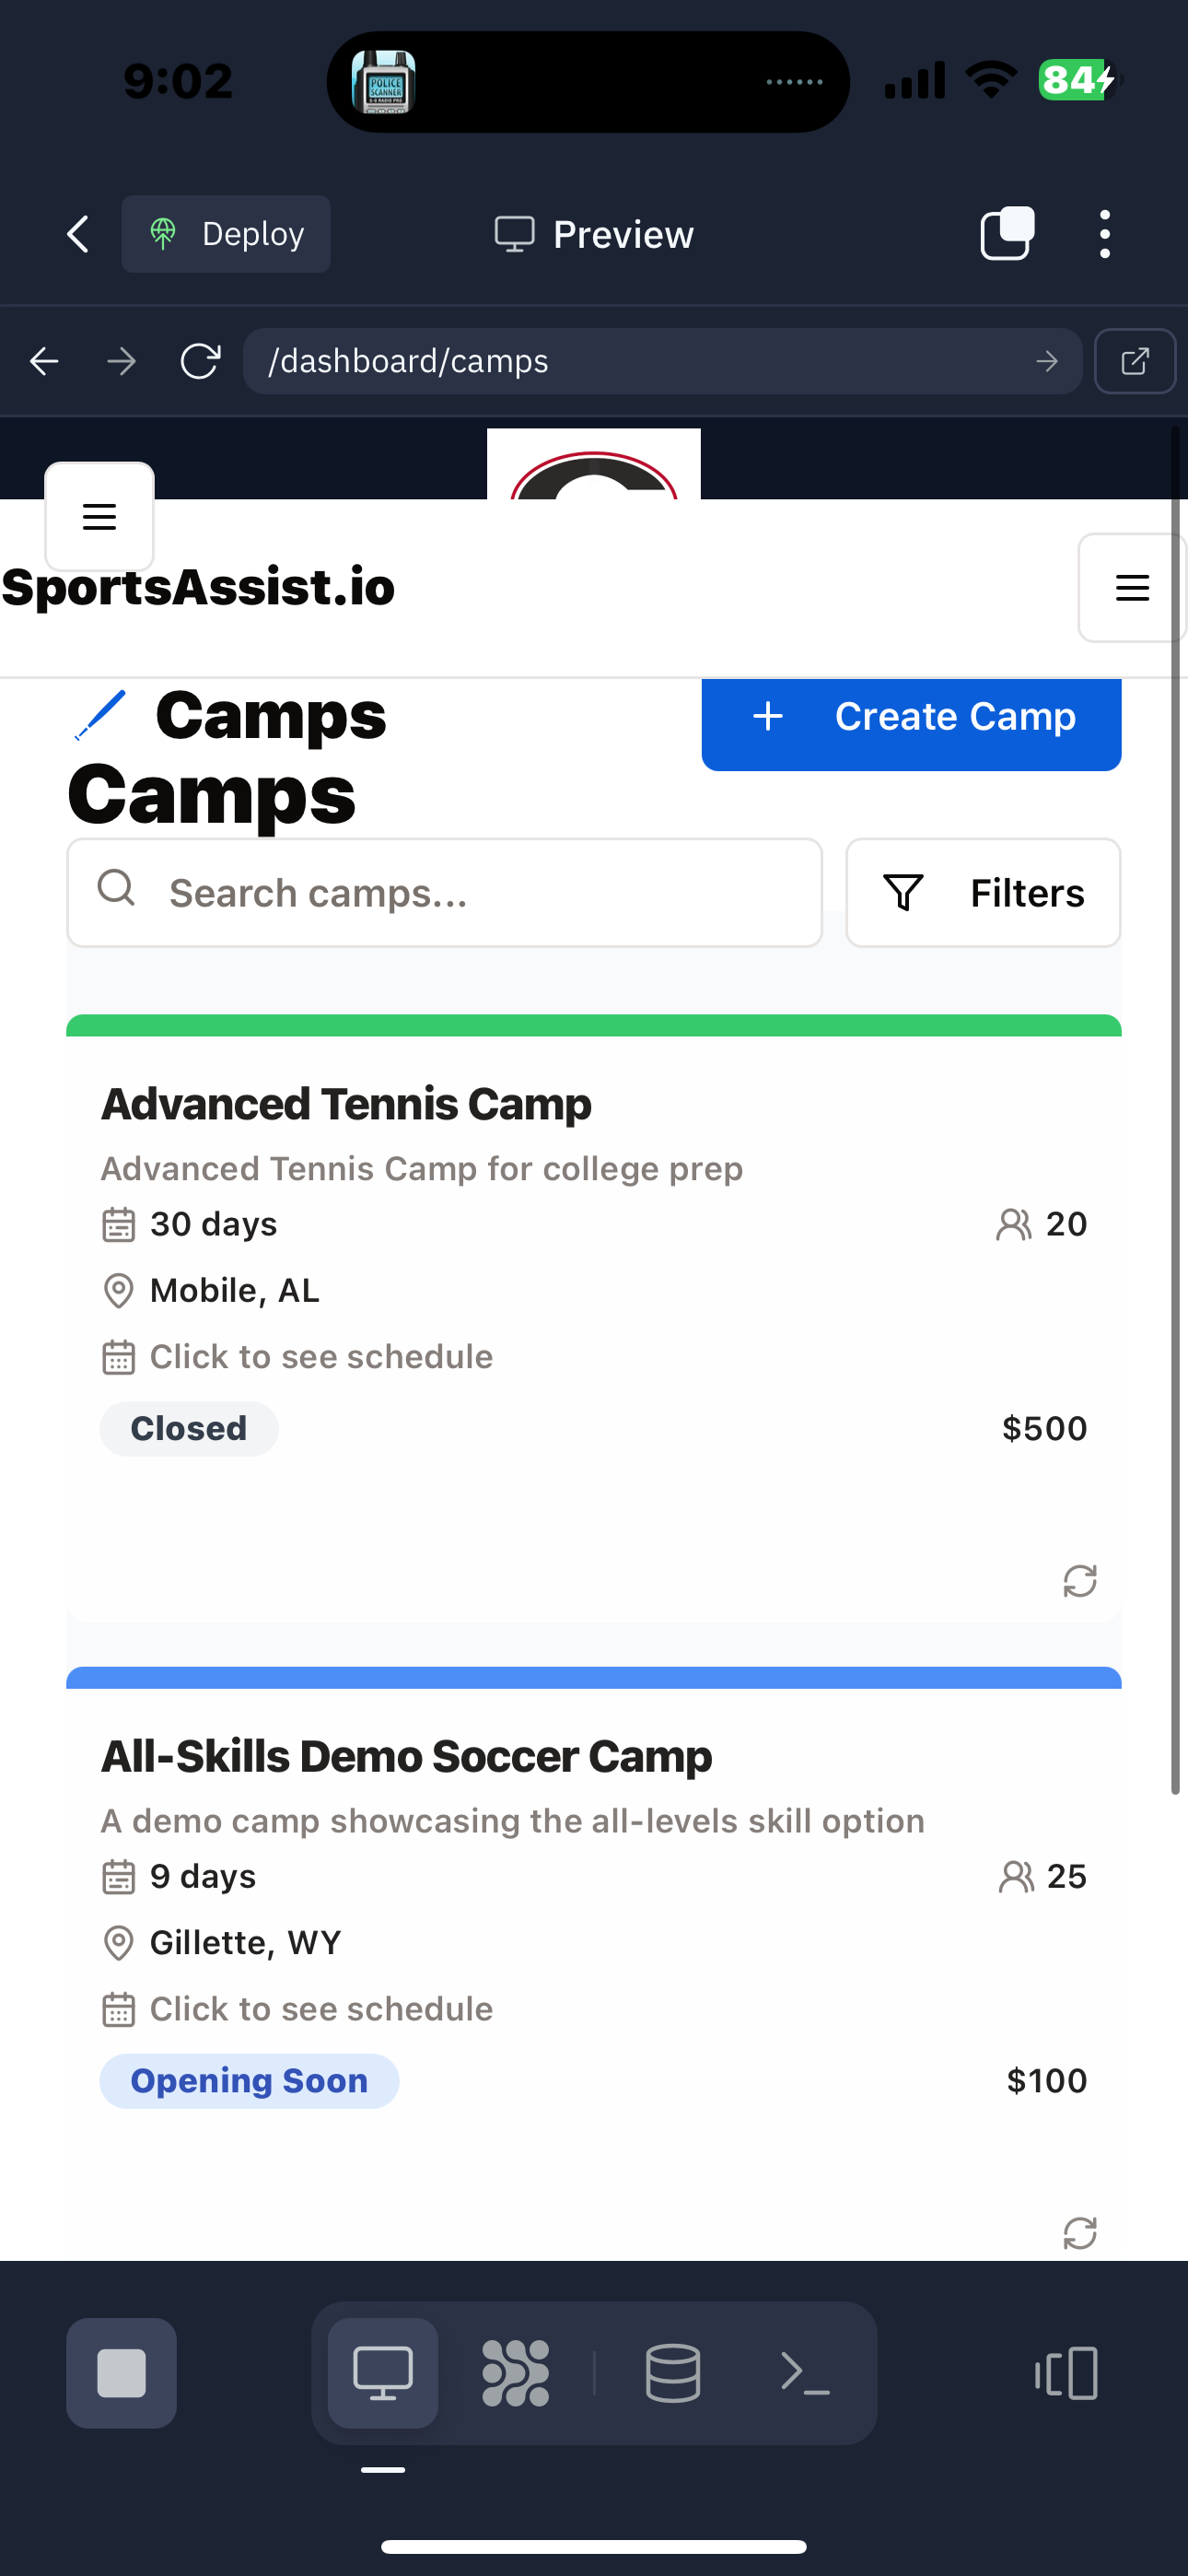 9:02
POLICE
SCANNER
84
Deploy
Preview
/dashboard/camps
SportsAssist.io
Camps
Create Camp
Camps
Search camps...
Filters
Advanced Tennis Camp
Advanced Tennis Camp for college prep
30 days
20
Mobile, AL
Click to see schedule
Closed
$500
All-Skills Demo Soccer Camp
A demo camp showcasing the all-levels skill option
9 days
25
Gillette, WY
Click to see schedule
Opening Soon
$100